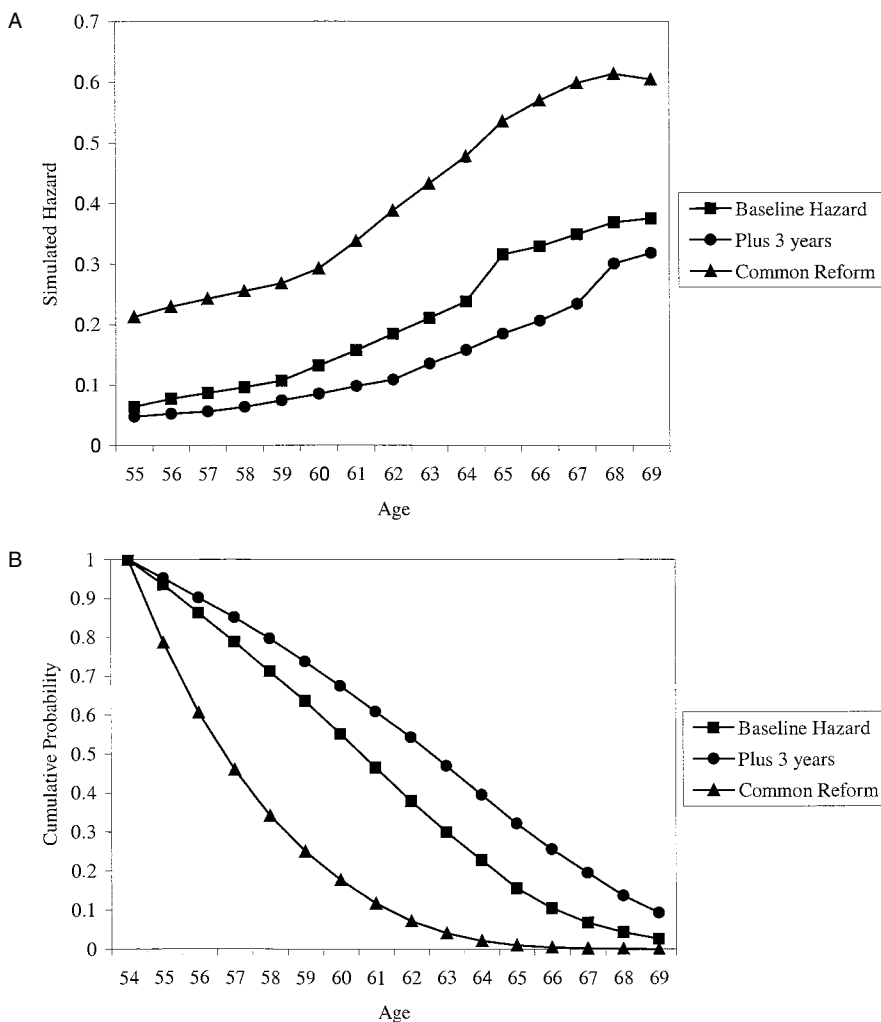 A
Simulated Hazard
0.7
0.6
0.5
0.4
0.3
0.2
0.1
0
55 56 57 58 59 60 61 62 63 64 65 66 67 68 69
Age
Baseline Hazard
Plus 3 years
Common Reform
B
Cumulative Probability
1
0.9
0.8
0.7
0.6
0.5
0.4
0.3
0.2
0.1
0
54 55 56 57 58 59 60 61 62 63 64 65 66 67 68 69
Age
Baseline Hazard
Plus 3 years
Common Reform